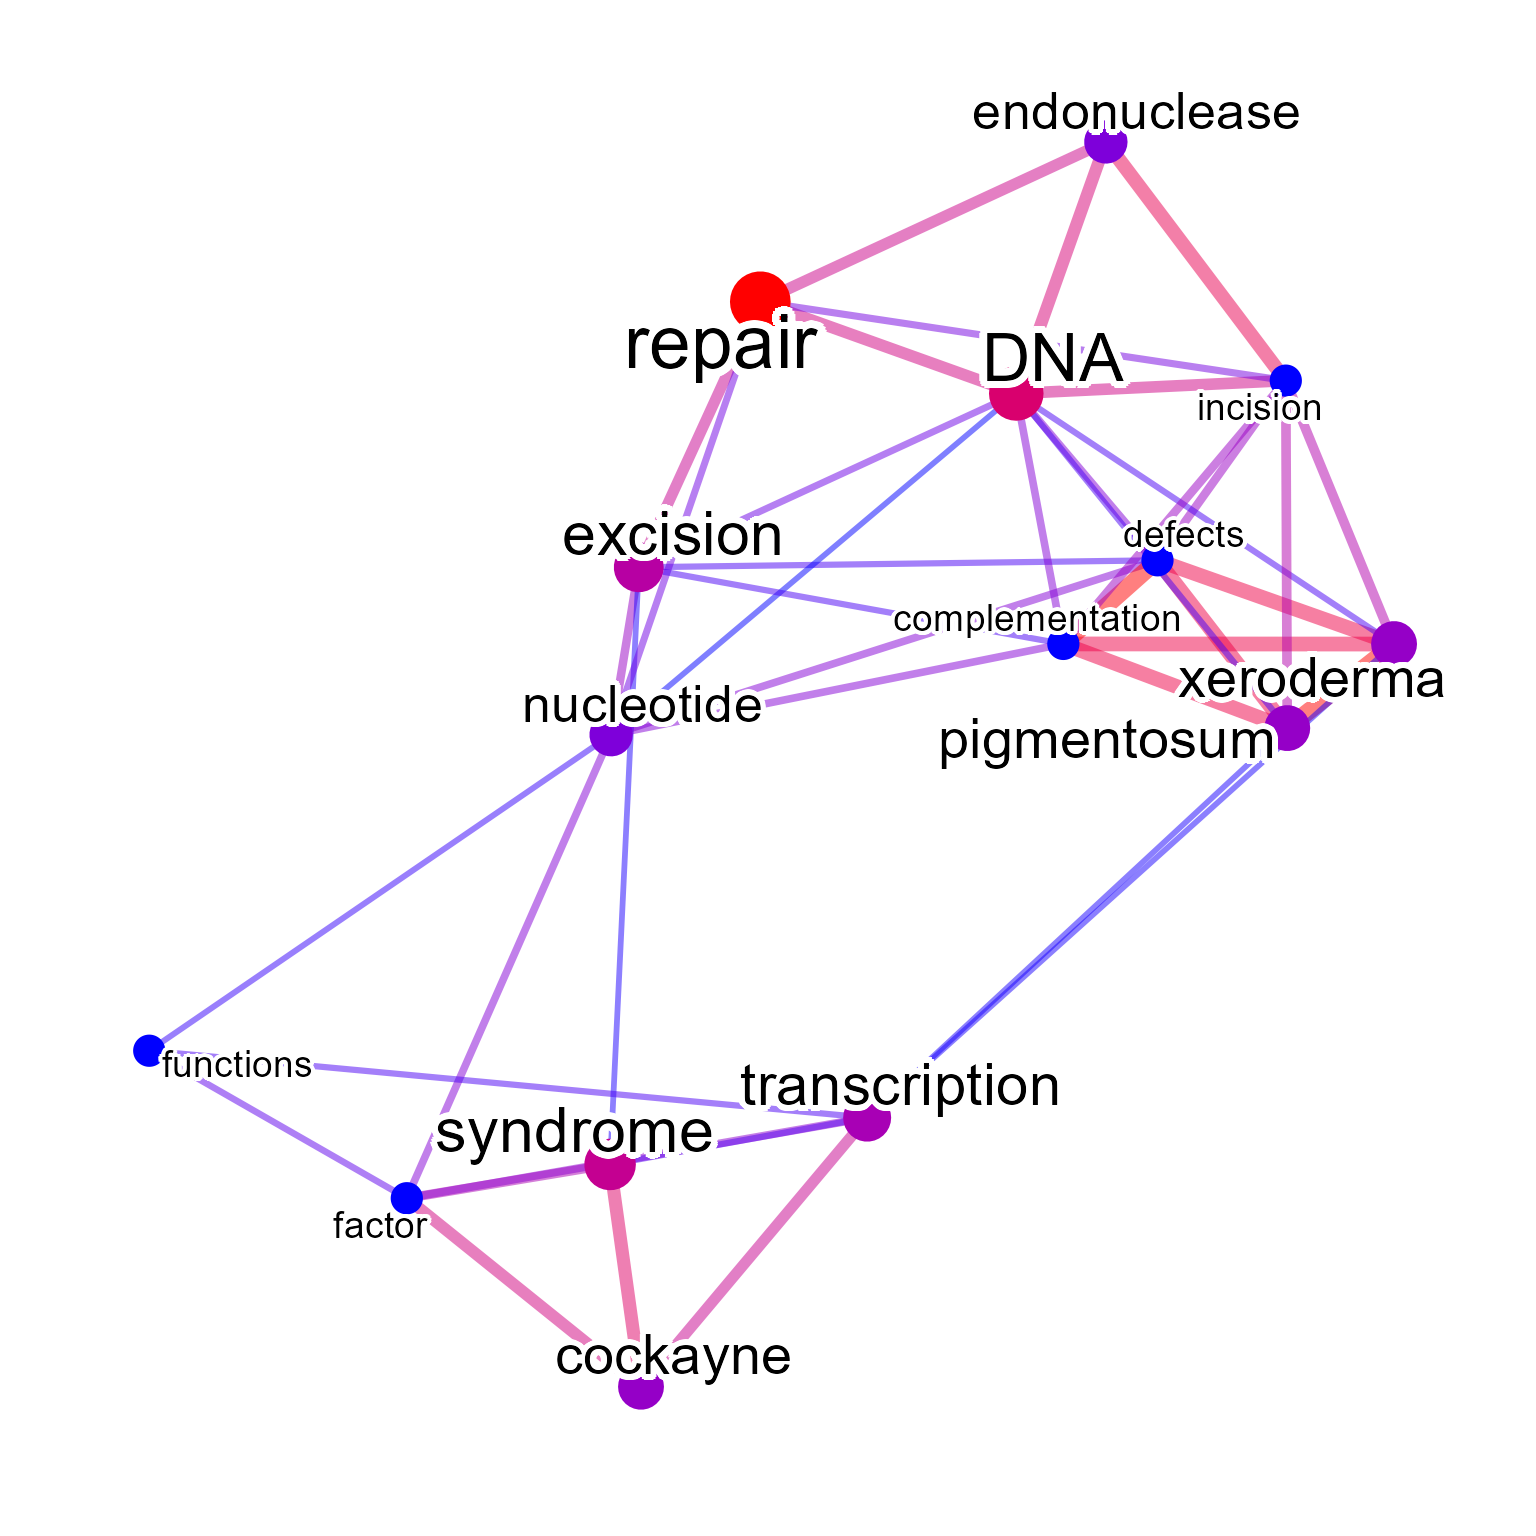 endonuclease
repair
DNA
incision
excision
defects
complementation
xeroderma
nucleotide
pigmentosum
functions
transcription
syndrome
factor
cockayne